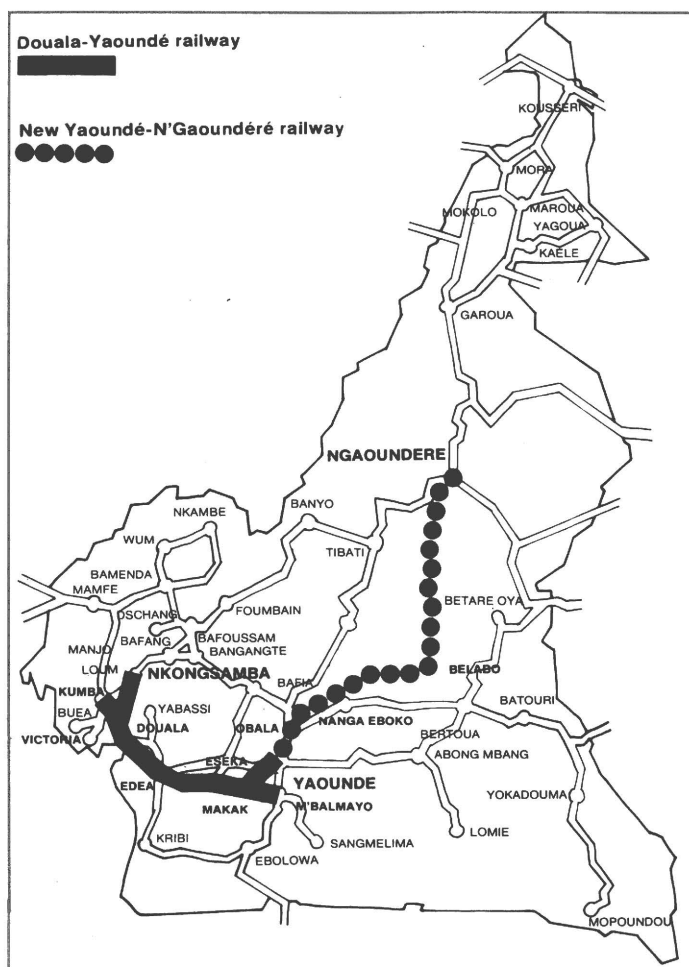 Douala-Yaoundé railway
New Yaoundé-N'Gaoundéré railway
KOUSSERI
MORA
MOKOLO
MAROUA
YAGOUA
KAELE
GAROUA
NGAOUNDERE
NKAMBE
BANYO
WUM
TIBATI
BAMENDA
MAMFE
BETARE OYA
DSCHANG
FOUMBAIN
MANJO
BAFANG
BAFOUSSAM
BANGANGTE
LOUM
NKONGSAMBA
BELABO
KUMBA
BAFIA
BATOURI
BUEA
YABASSI
NANGA EBOKO
VICTORIA
DOUALA
OBALA
BERTOUA
ESEKA
ABONG MBANG
EDEA
YAOUNDE
YOKADOUMA
MAKAK
M'BALMAYO
KRIBI
SANGMELIMA
LOMIE
EBOLOWA
MOPOUNDOU